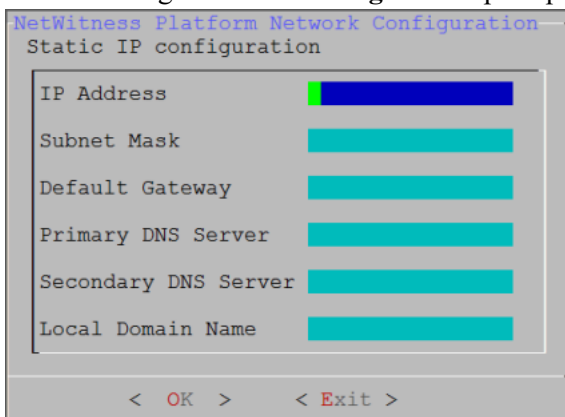 NetWitness Platform Network Configuration
Static IP configuration
IP Address
Subnet Mask
Default Gateway
Primary DNS Server
Secondary DNS Server
Local Domain Name
< OK > < Exit >